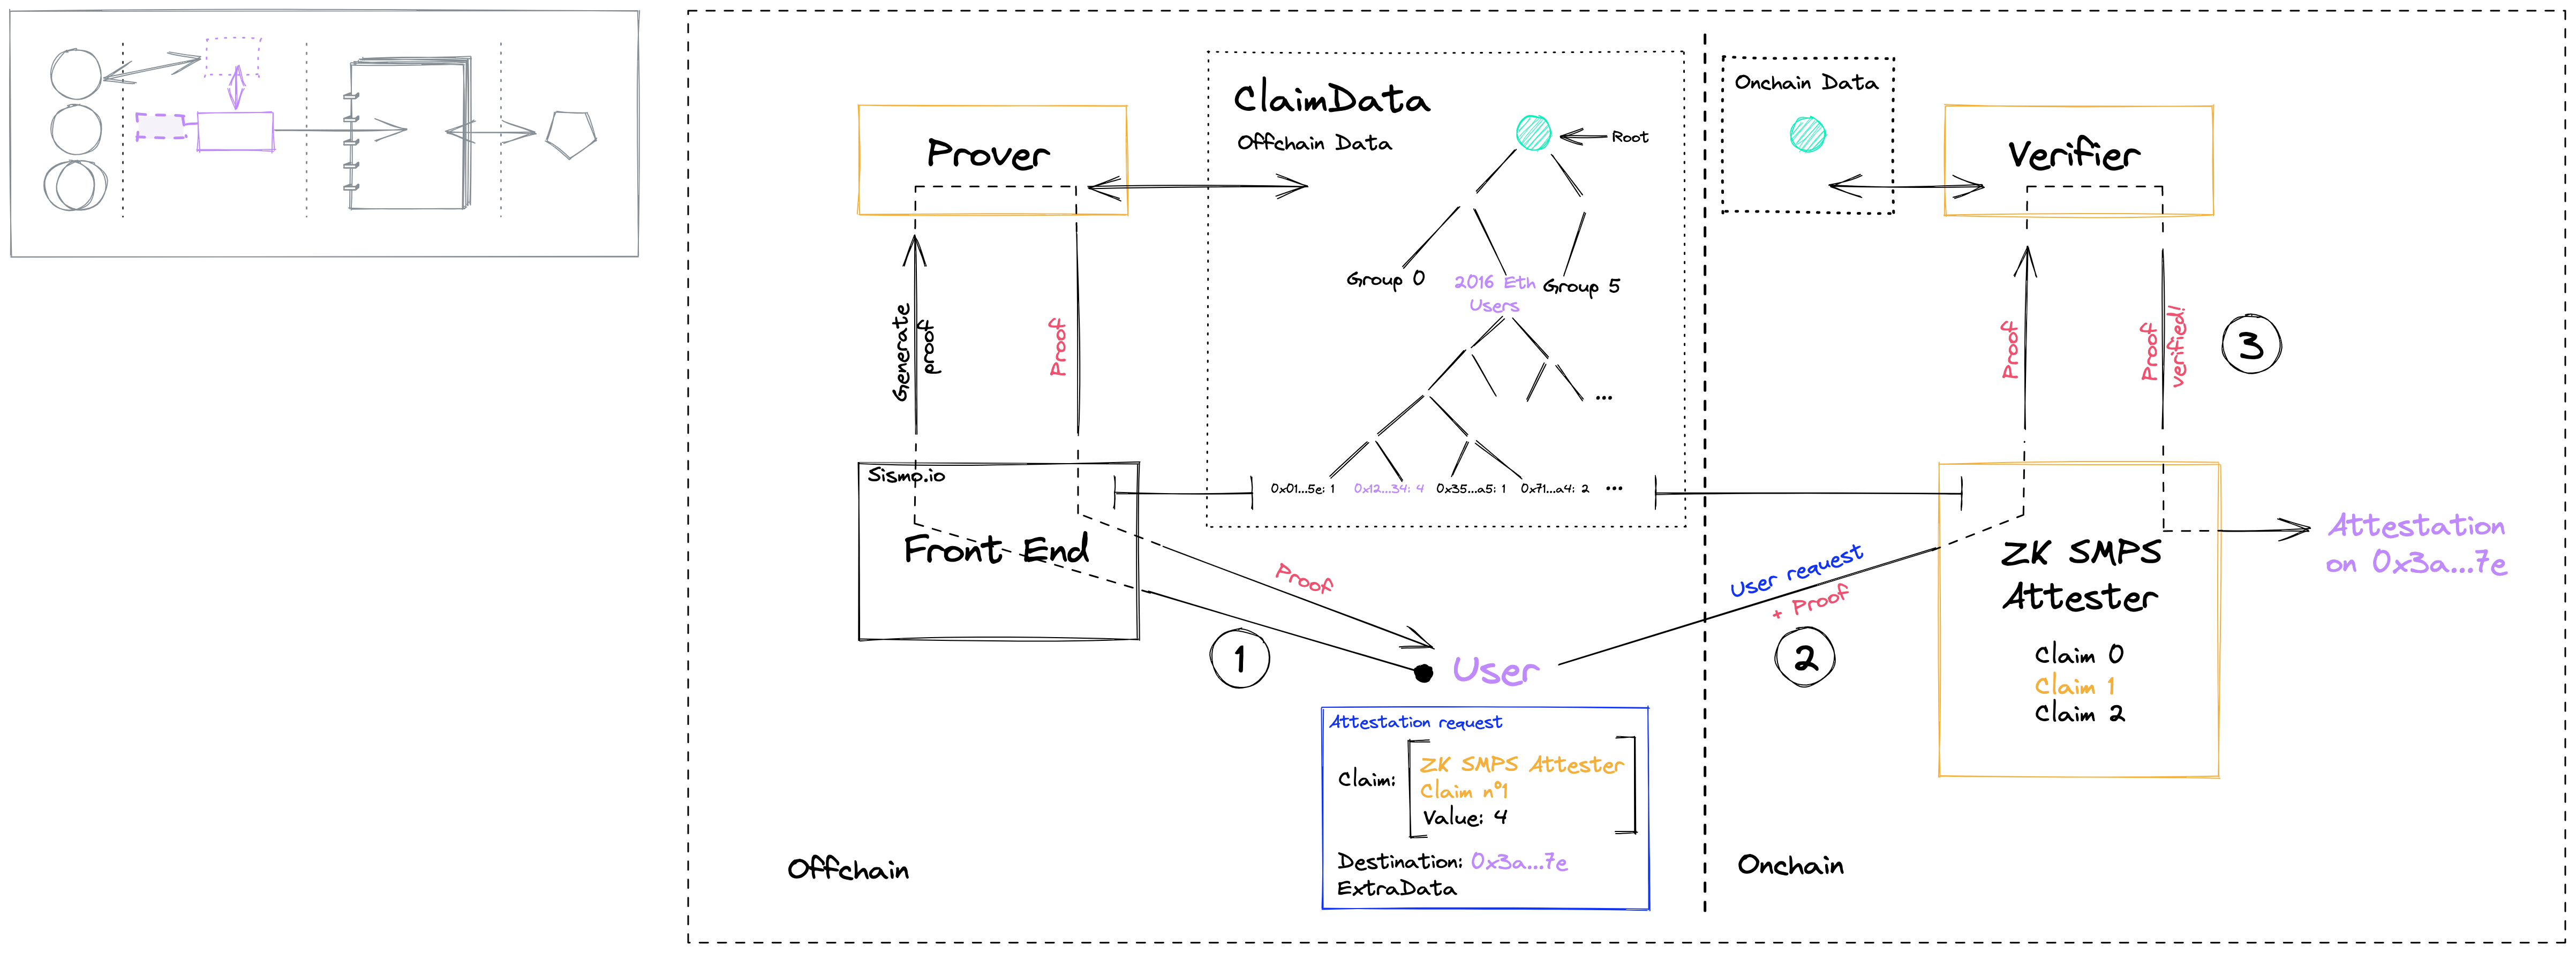 ClaimData
Offchain Data
Root
Group 0
2016 Eth
Users
Group 5
...
0x01...5e: 1
0x12...34: 4
0x35...a5: 1
0x71...a4: 2
...
Prover
Generate
proof
Proof
Sismo.io
Front End
Proof
1
User
Attestation request
Claim:
ZK SMPS Attester
Claim n°1
Value: 4
Destination: 0x3a...7e
ExtraData
Offchain
Onchain Data
Verifier
Proof
Proof
verified!
3
User request
+ Proof
2
ZK SMPS
Attester
Claim 0
Claim 1
Claim 2
Attestation
on 0x3a...7e
Onchain